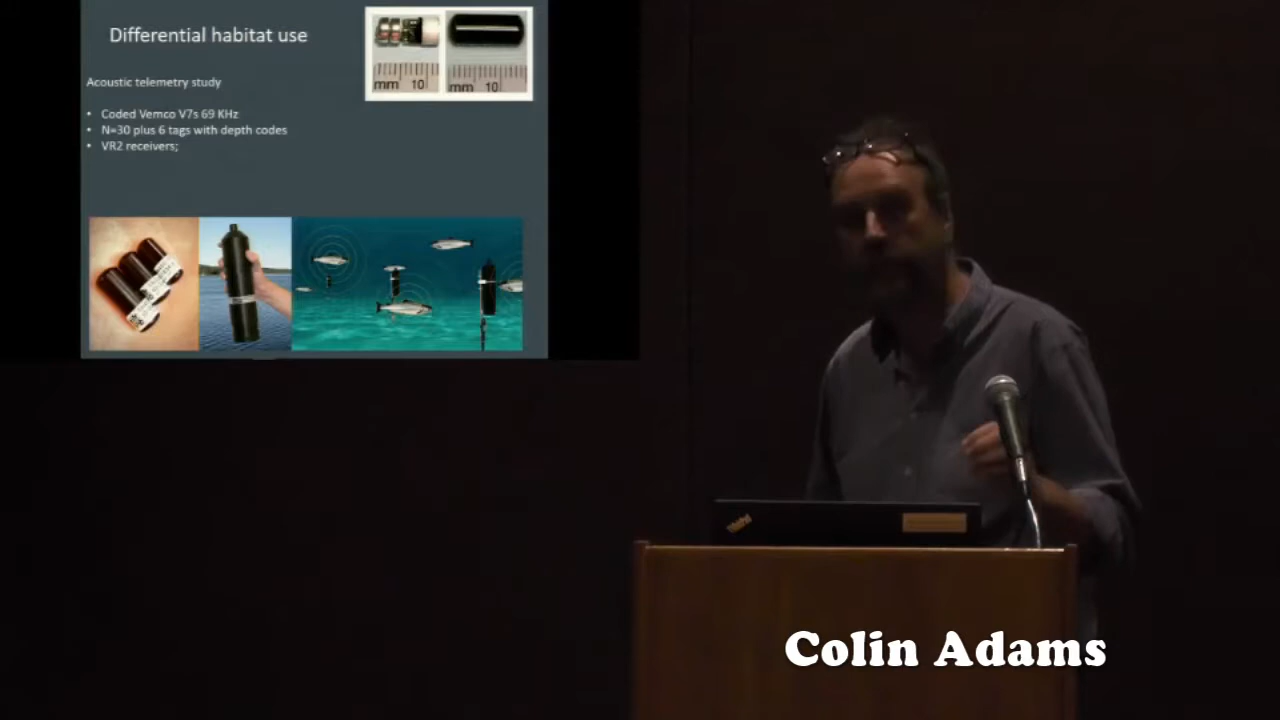 Differential habitat use
Acoustic telemetry study
• Coded Vemco V7s 69 KHz
• N=30 plus 6 tags with depth codes
• VR2 receivers;
mm 10
mm 10
ThinkPad
Colin Adams